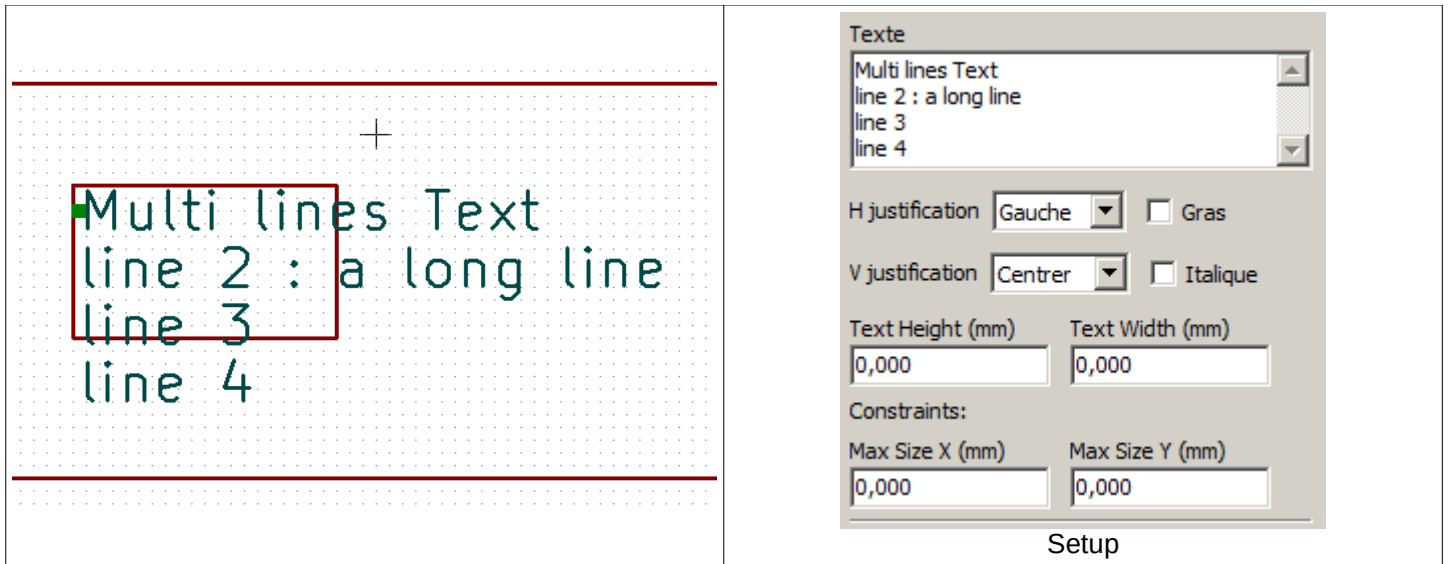 Multi lines Text
line 2 : a long line
line 3
line 4
Texte
Multi lines Text
line 2 : a long line
line 3
line 4
H justification Gauche Gras
V justification Centrer Italique
Text Height (mm) Text Width (mm)
0,000 0,000
Constraints:
Max Size X (mm) Max Size Y (mm)
0,000 0,000
Setup